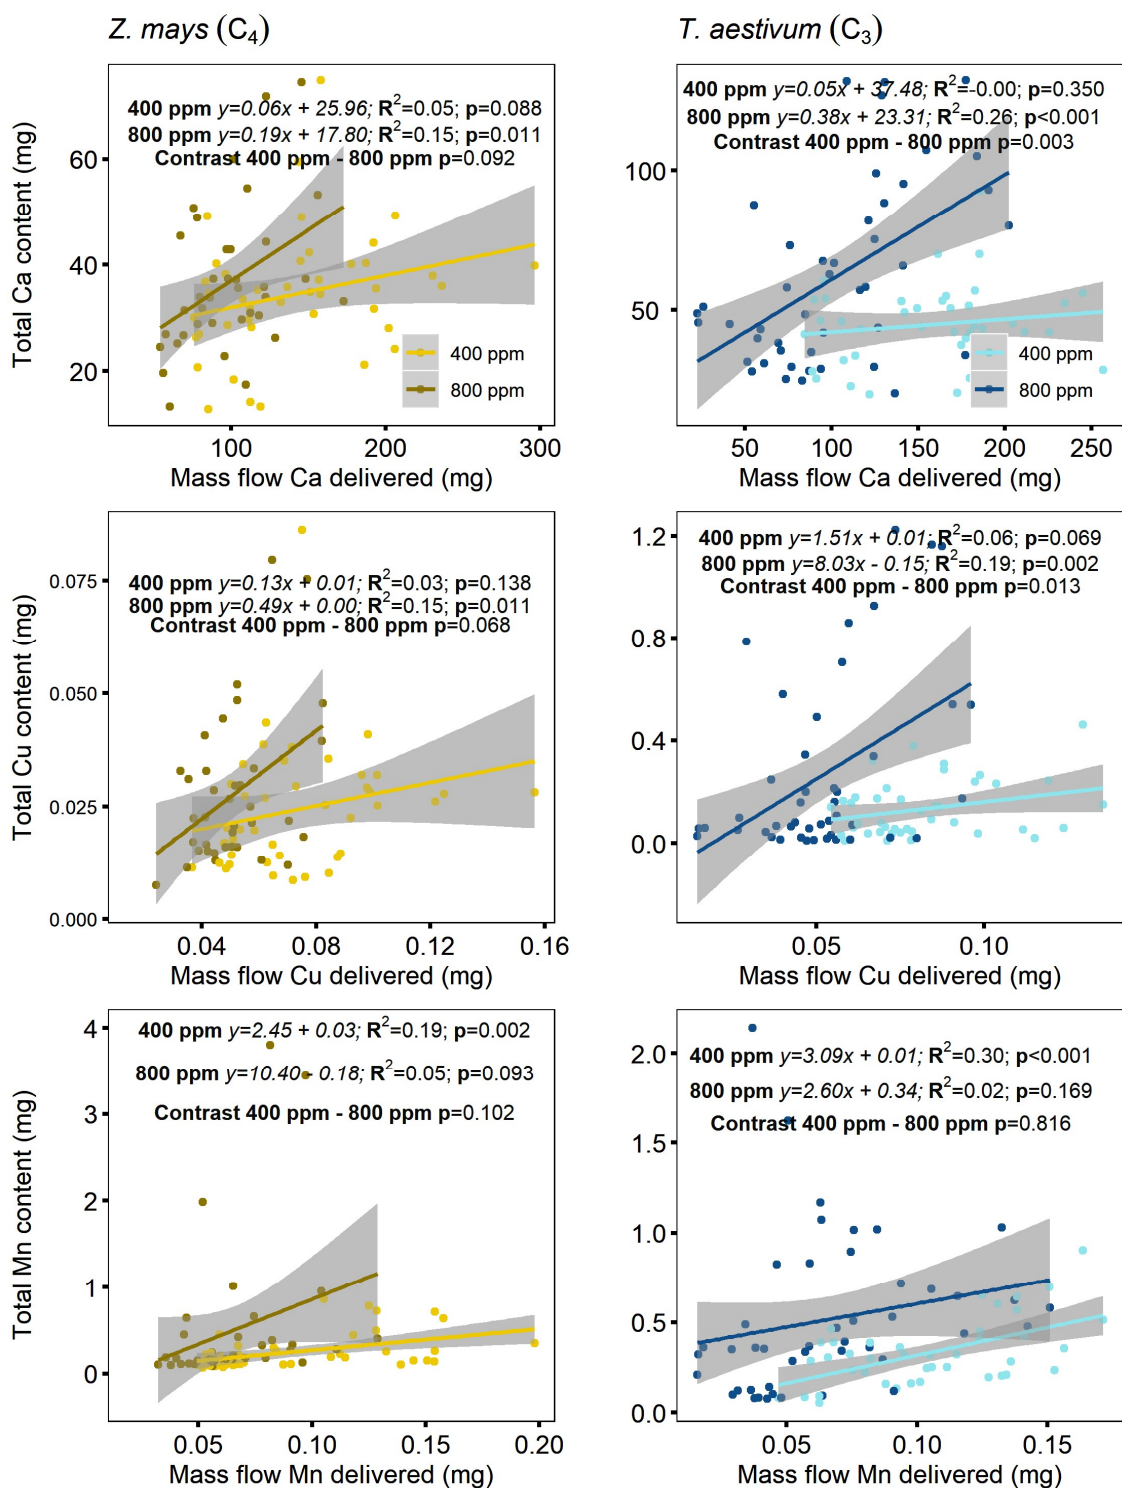 Z. mays (C4)
T. aestivum (C3)
Total Ca content (mg)
60
40
20
400 ppm y=0.06x + 25.96; R2=0.05; p=0.088
800 ppm y=0.19x + 17.80; R2=0.15; p=0.011
Contrast 400 ppm - 800 ppm p=0.092
400 ppm
800 ppm
100
200
300
Mass flow Ca delivered (mg)
100
50
400 ppm y=0.05x + 37.48; R2=-0.00; p=0.350
800 ppm y=0.38x + 23.31; R2=0.26; p<0.001
Contrast 400 ppm - 800 ppm p=0.003
400 ppm
800 ppm
50
100
150
200
250
Mass flow Ca delivered (mg)
Total Cu content (mg)
0.075
0.050
0.025
0.000
400 ppm y=0.13x + 0.01; R2=0.03; p=0.138
800 ppm y=0.49x + 0.00; R2=0.15; p=0.011
Contrast 400 ppm - 800 ppm p=0.068
0.04
0.08
0.12
0.16
Mass flow Cu delivered (mg)
1.2
0.8
0.4
0.0
400 ppm y=1.51x + 0.01; R2=0.06; p=0.069
800 ppm y=8.03x - 0.15; R2=0.19; p=0.002
Contrast 400 ppm - 800 ppm p=0.013
0.05
0.10
Mass flow Cu delivered (mg)
Total Mn content (mg)
4
3
2
1
0
400 ppm y=2.45 + 0.03; R2=0.19; p=0.002
800 ppm y=10.40 - 0.18; R2=0.05; p=0.093
Contrast 400 ppm - 800 ppm p=0.102
0.05
0.10
0.15
0.20
Mass flow Mn delivered (mg)
2.0
1.5
1.0
0.5
0.0
400 ppm y=3.09x + 0.01; R2=0.30; p<0.001
800 ppm y=2.60x + 0.34; R2=0.02; p=0.169
Contrast 400 ppm - 800 ppm p=0.816
0.05
0.10
0.15
Mass flow Mn delivered (mg)